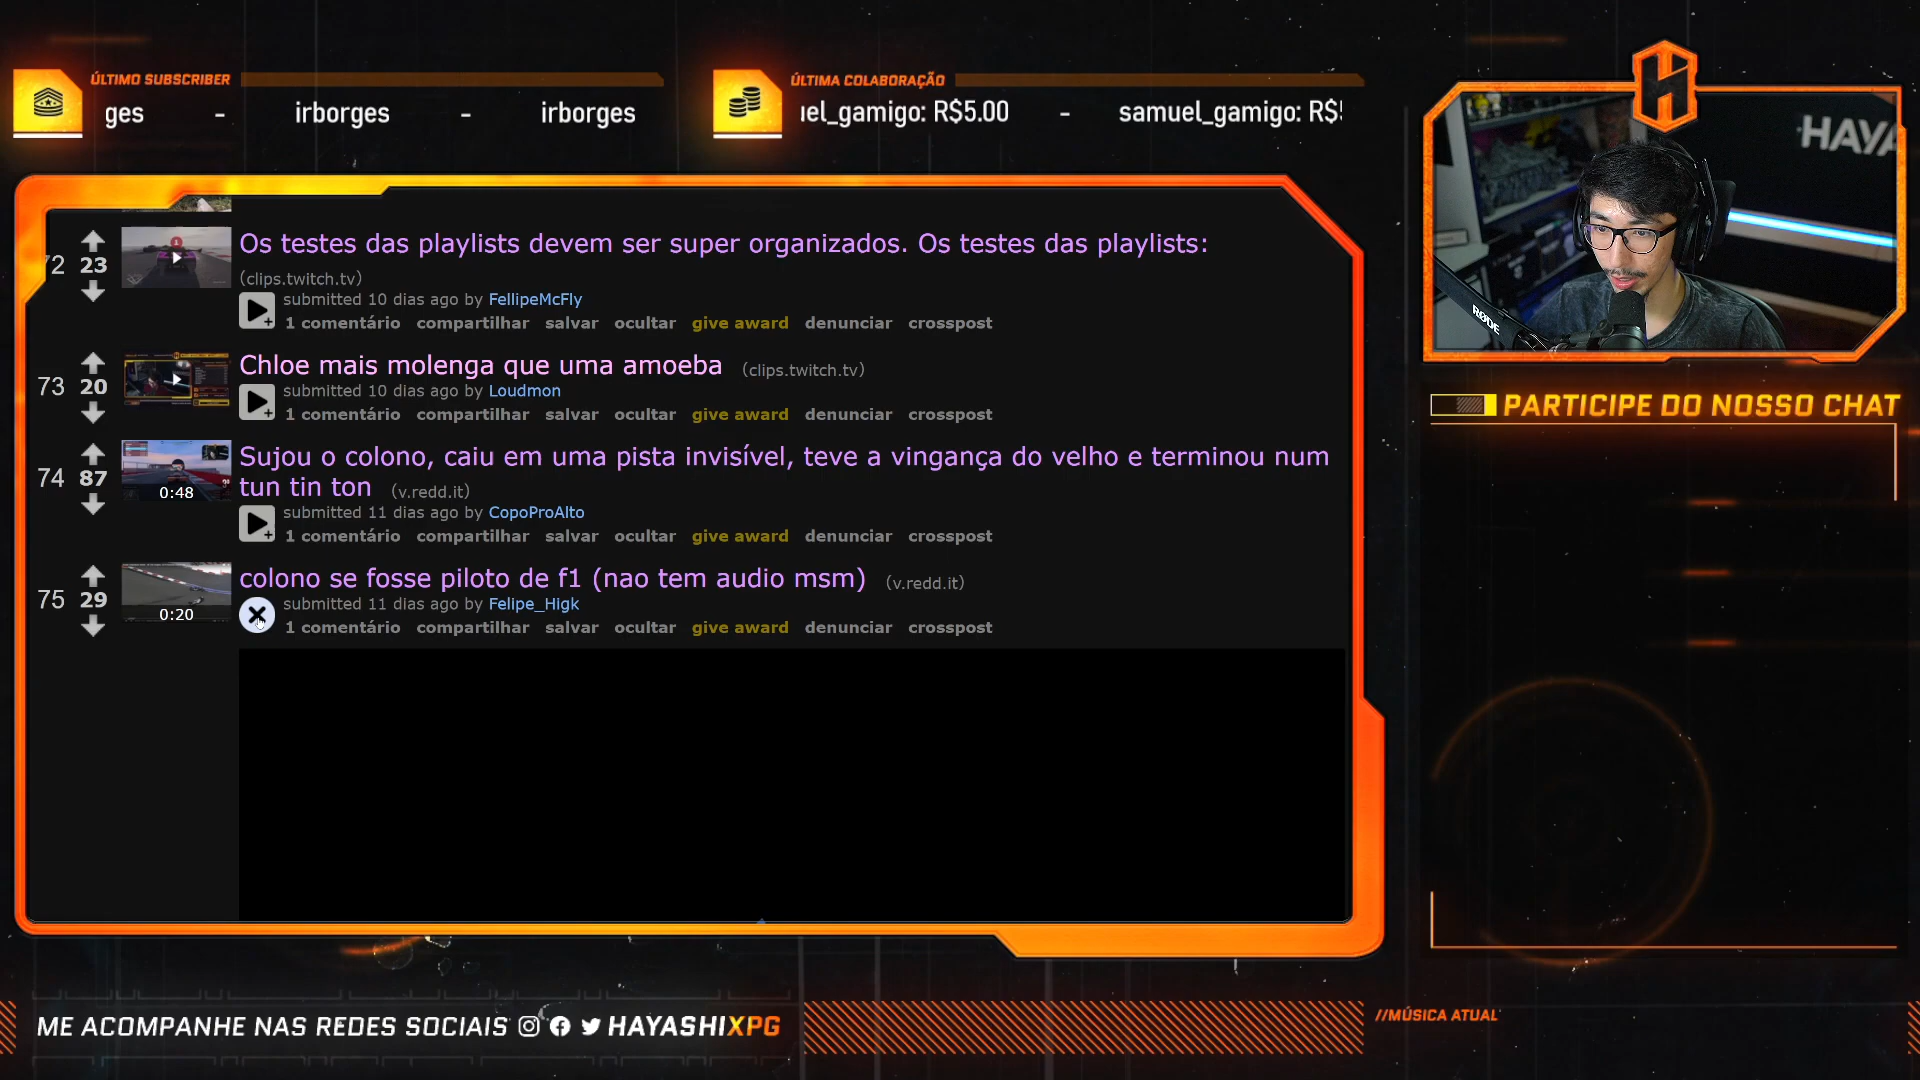 ÚLTIMO SUBSCRIBER
ges - irborges - irborges
ÚLTIMA COLABORAÇÃO
uel_gamigo: R$5.00 - samuel_gamigo: R$
HAYA
RØDE
72 23 Os testes das playlists devem ser super organizados. Os testes das playlists:
(clips.twitch.tv)
submitted 10 dias ago by FellipeMcFly
1 comentário compartilhar salvar ocultar give award denunciar crosspost
73 20 Chloe mais molenga que uma amoeba (clips.twitch.tv)
submitted 10 dias ago by Loudmon
1 comentário compartilhar salvar ocultar give award denunciar crosspost
74 87 0:48 Sujou o colono, caiu em uma pista invisível, teve a vingança do velho e terminou num
tun tin ton (v.redd.it)
submitted 11 dias ago by CopoProAlto
1 comentário compartilhar salvar ocultar give award denunciar crosspost
75 29 0:20 colono se fosse piloto de f1 (nao tem audio msm) (v.redd.it)
submitted 11 dias ago by Felipe_Higk
1 comentário compartilhar salvar ocultar give award denunciar crosspost
PARTICIPE DO NOSSO CHAT
ME ACOMPANHE NAS REDES SOCIAIS HAYASHIXPG
//MÚSICA ATUAL